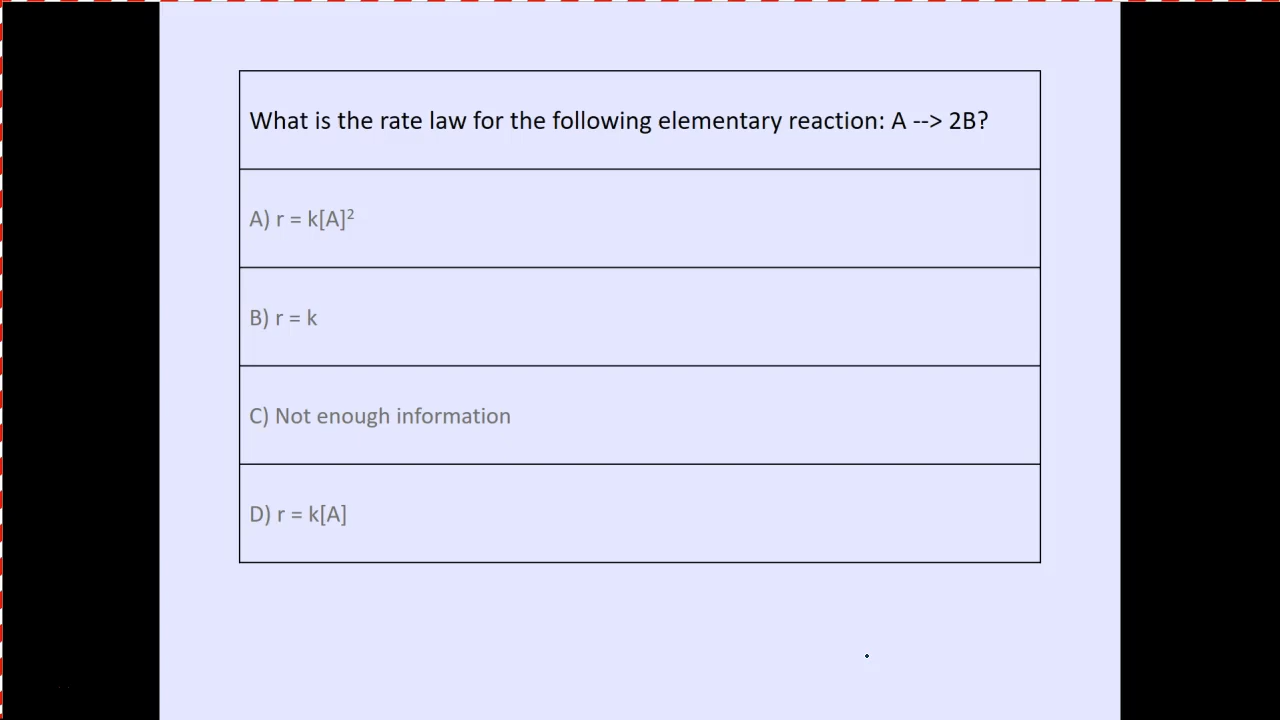 What is the rate law for the following elementary reaction: A --> 2B?
A) r = k[A]²
B) r = k
C) Not enough information
D) r = k[A]